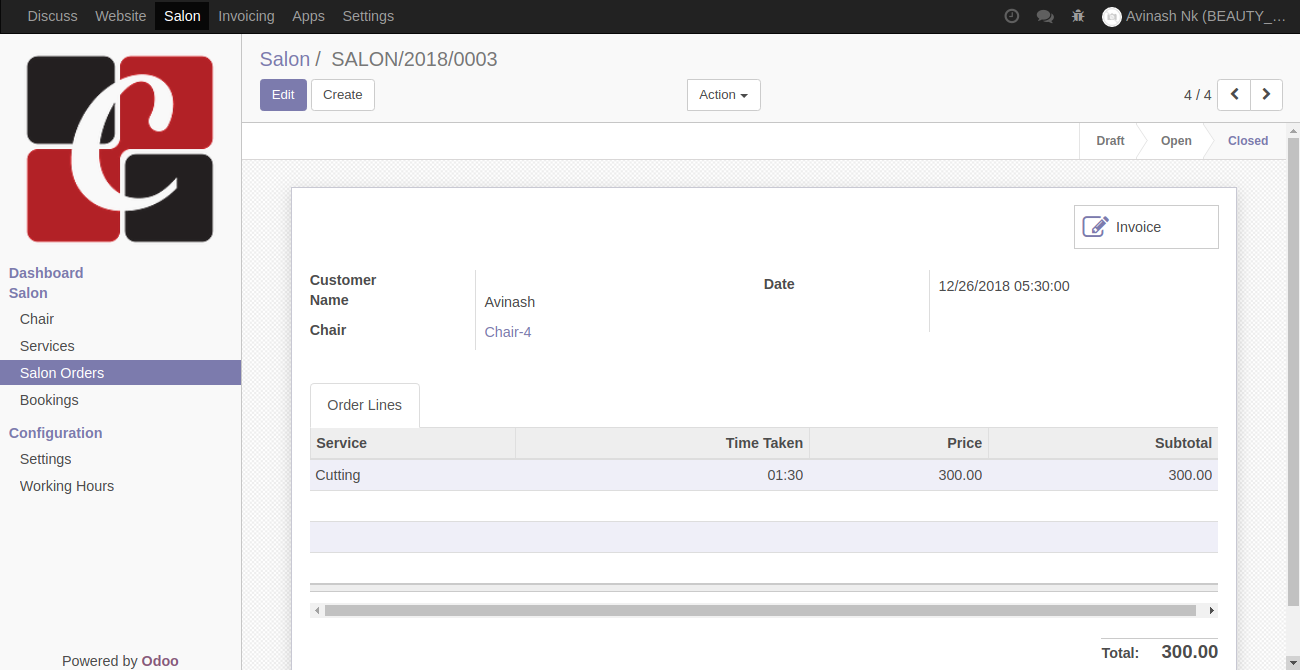 Discuss Website Salon Invoicing Apps Settings Avinash Nk (BEAUTY_...
C
Salon / SALON/2018/0003
Edit Create Action 4 / 4
Draft Open Closed
Invoice
Dashboard
Salon
Chair
Services
Salon Orders
Bookings
Configuration
Settings
Working Hours
Powered by Odoo
Customer Name Avinash
Chair Chair-4
Date 12/26/2018 05:30:00
Order Lines
Service Time Taken Price Subtotal
Cutting 01:30 300.00 300.00
Total: 300.00